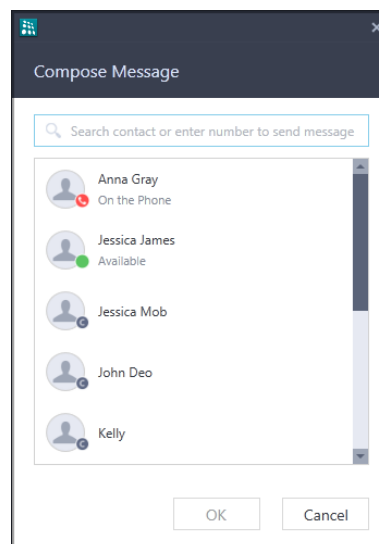 Compose Message
Search contact or enter number to send message
Anna Gray
On the Phone
Jessica James
Available
Jessica Mob
C
John Deo
C
Kelly
C
OK
Cancel